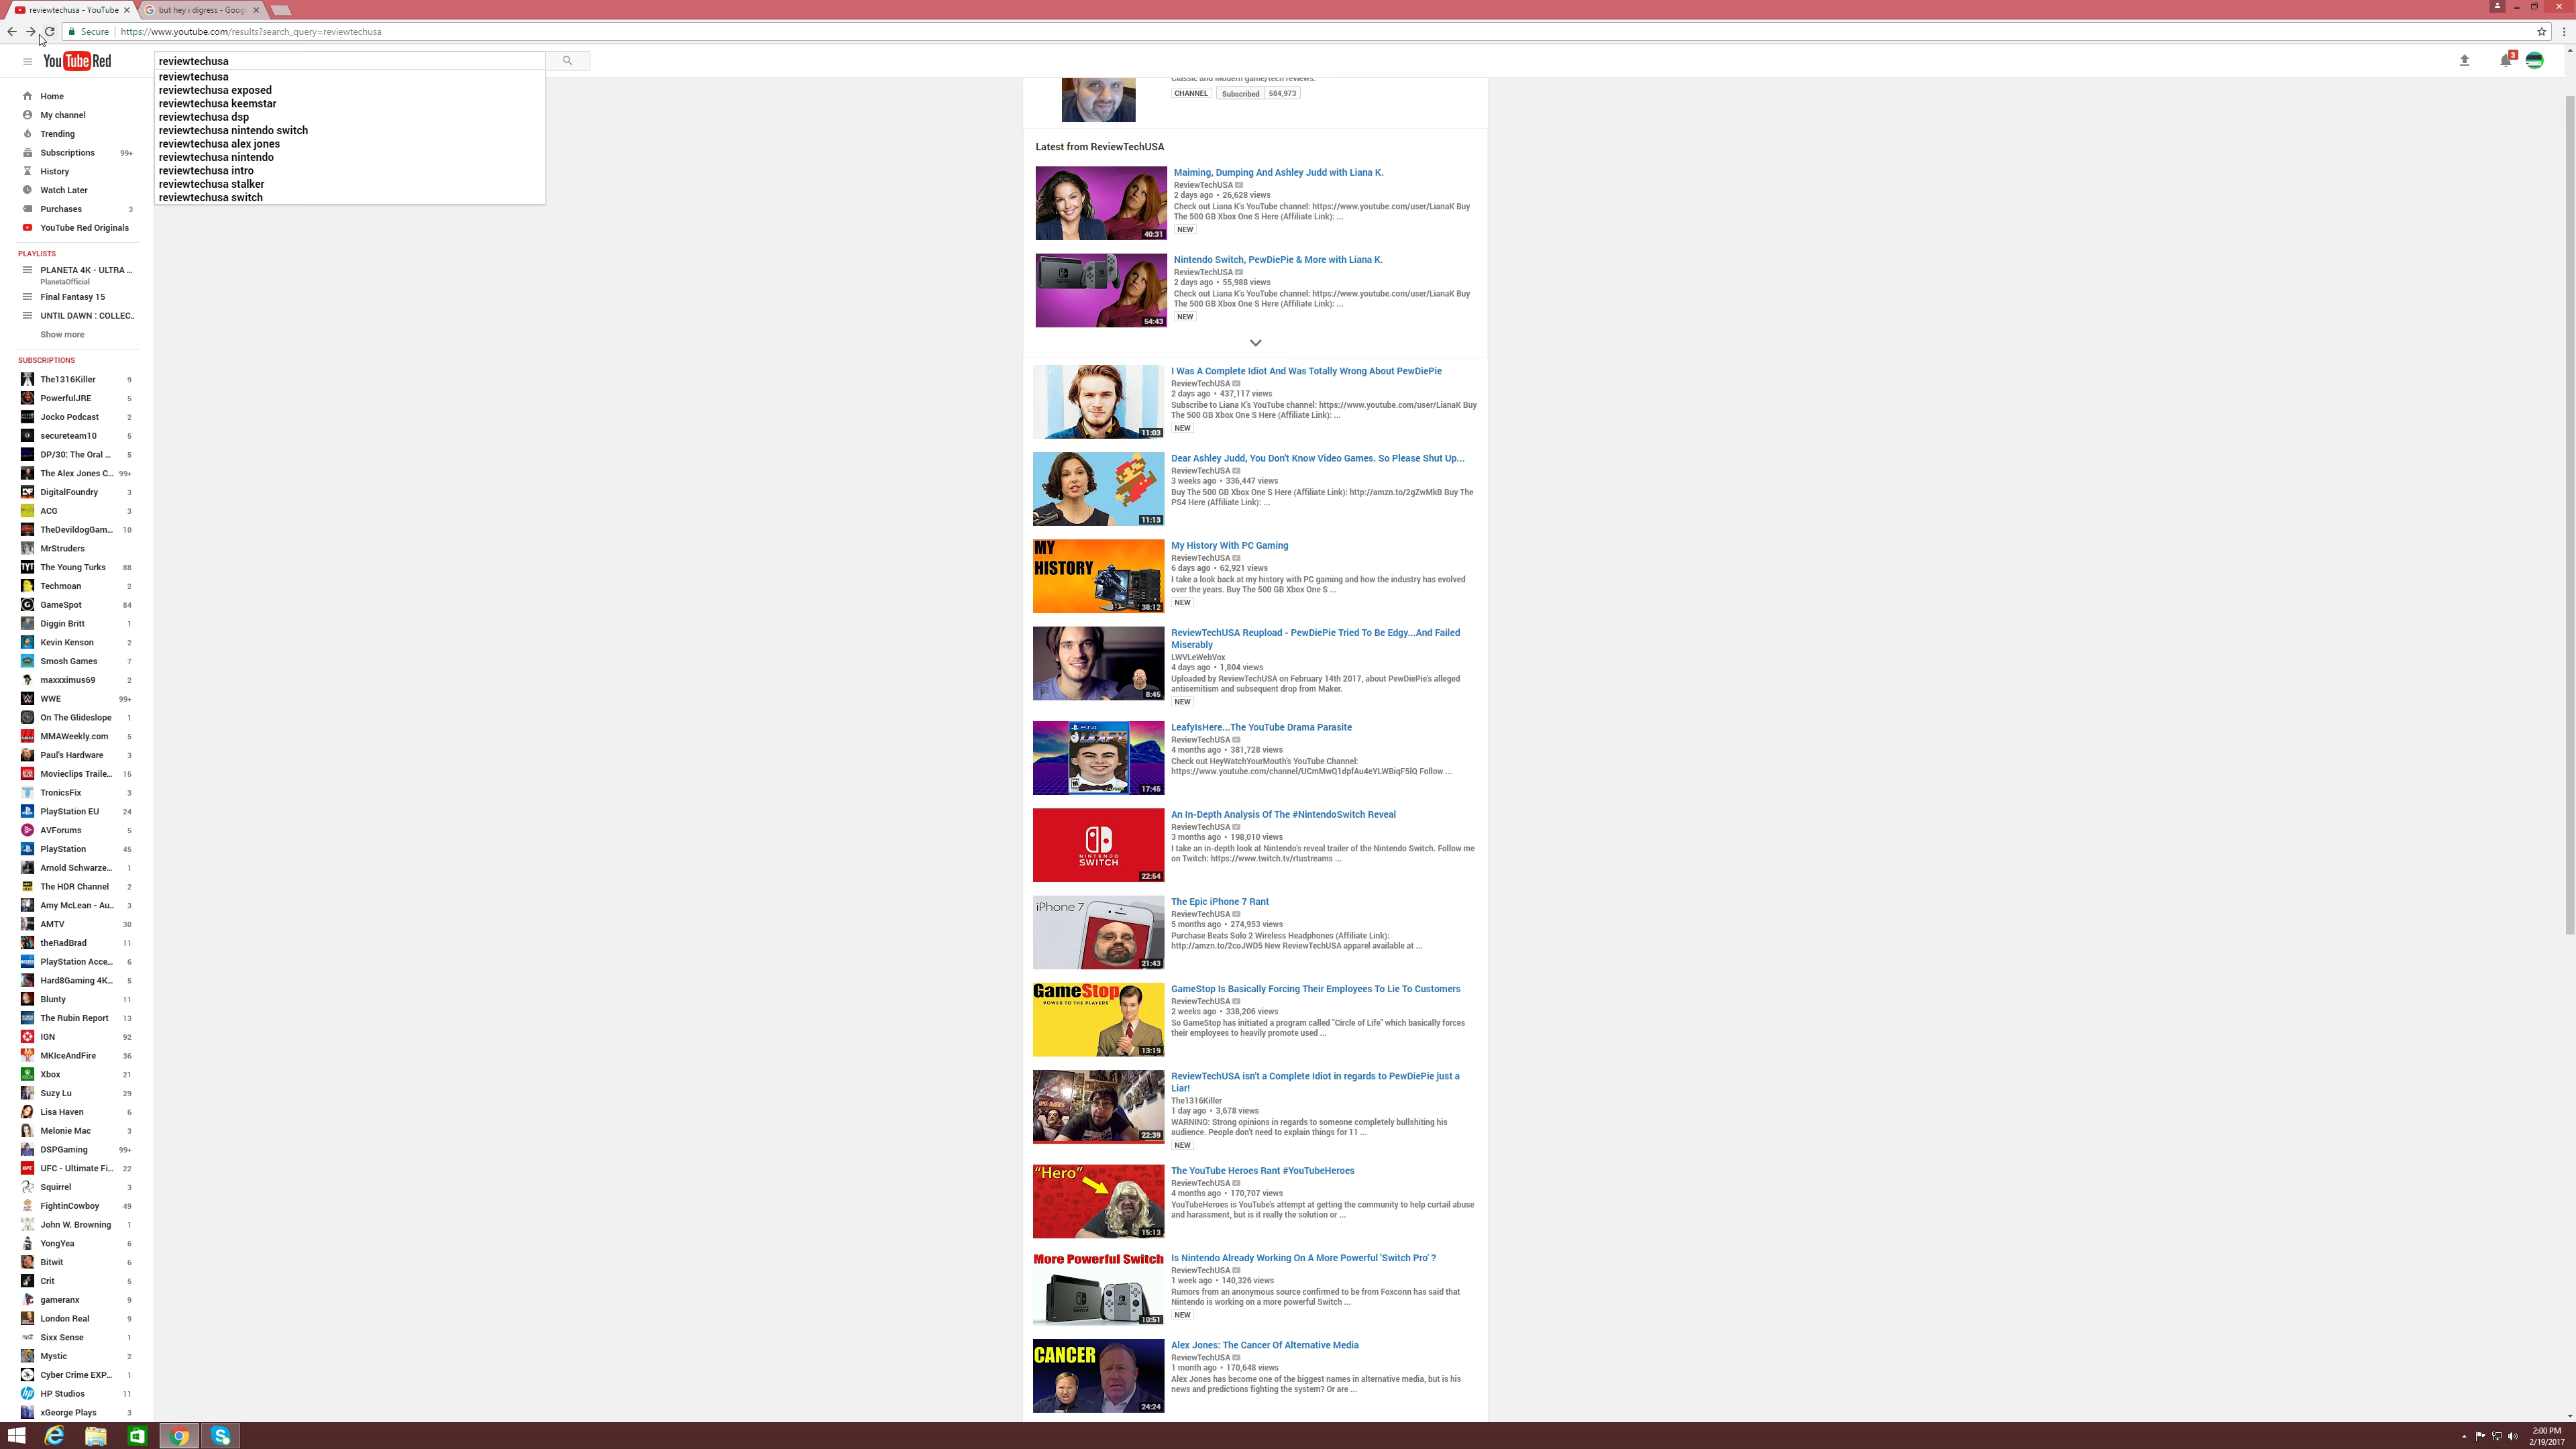 reviewtechusa - YouTube
but hey i digress - Goog
Secure
https://www.youtube.com/results?search_query=reviewtechusa
YouTube Red
reviewtechusa
3
reviewtechusa
reviewtechusa exposed
reviewtechusa keemstar
reviewtechusa dsp
reviewtechusa nintendo switch
reviewtechusa alex jones
reviewtechusa nintendo
reviewtechusa intro
reviewtechusa stalker
reviewtechusa switch
Home
My channel
Trending
Subscriptions 99+
History
Watch Later
Purchases 3
YouTube Red Originals
PLAYLISTS
PLANETA 4K - ULTRA ...
PlanetaOfficial
Final Fantasy 15
UNTIL DAWN : COLLEC..
Show more
SUBSCRIPTIONS
The1316Killer 9
PowerfulJRE 5
Jocko Podcast 2
secureteam10 5
DP/30: The Oral ... 5
The Alex Jones C... 99+
DigitalFoundry 3
ACG 3
TheDevildogGam... 10
MrStruders
The Young Turks 88
Techmoan 2
GameSpot 84
Diggin Britt 1
Kevin Kenson 2
Smosh Games 7
maxxximus69 2
WWE 99+
On The Glideslope 1
MMAWeekly.com 5
Paul's Hardware 3
Movieclips Traile... 15
TronicsFix 3
PlayStation EU 24
AVForums 5
PlayStation 45
Arnold Schwarze... 1
The HDR Channel 2
Amy McLean - Au.. 3
AMTV 30
theRadBrad 11
PlayStation Acce... 6
Hard8Gaming 4K... 5
Blunty 11
The Rubin Report 13
IGN 92
MKIceAndFire 36
Xbox 21
Suzy Lu 29
Lisa Haven 6
Melonie Mac 3
DSPGaming 99+
UFC - Ultimate Fi... 22
Squirrel 3
FightinCowboy 49
John W. Browning 1
YongYea 6
Bitwit 6
Crit 5
gameranx 9
London Real 9
Sixx Sense 1
Mystic 2
Cyber Crime EXP... 1
HP Studios 11
xGeorge Plays 3
Classic and Modern game/tech reviews.
CHANNEL Subscribed 584,973
Latest from ReviewTechUSA
40:31
Maiming, Dumping And Ashley Judd with Liana K.
ReviewTechUSA
2 days ago • 26,628 views
Check out Liana K's YouTube channel: https://www.youtube.com/user/LianaK Buy
The 500 GB Xbox One S Here (Affiliate Link): ...
NEW
54:43
Nintendo Switch, PewDiePie & More with Liana K.
ReviewTechUSA
2 days ago • 55,988 views
Check out Liana K's YouTube channel: https://www.youtube.com/user/LianaK Buy
The 500 GB Xbox One S Here (Affiliate Link): ...
NEW
11:03
I Was A Complete Idiot And Was Totally Wrong About PewDiePie
ReviewTechUSA
2 days ago • 437,117 views
Subscribe to Liana K's YouTube channel: https://www.youtube.com/user/LianaK Buy
The 500 GB Xbox One S Here (Affiliate Link): ...
NEW
11:13
Dear Ashley Judd, You Don't Know Video Games. So Please Shut Up...
ReviewTechUSA
3 weeks ago • 336,447 views
Buy The 500 GB Xbox One S Here (Affiliate Link): http://amzn.to/2gZwMkB Buy The
PS4 Here (Affiliate Link): ...
MY
HISTORY
38:12
My History With PC Gaming
ReviewTechUSA
6 days ago • 62,921 views
I take a look back at my history with PC gaming and how the industry has evolved
over the years. Buy The 500 GB Xbox One S ...
NEW
8:45
ReviewTechUSA Reupload - PewDiePie Tried To Be Edgy...And Failed
Miserably
LWVLeWebVox
4 days ago • 1,804 views
Uploaded by ReviewTechUSA on February 14th 2017, about PewDiePie's alleged
antisemitism and subsequent drop from Maker.
NEW
PS4
LEAFY
17:45
LeafyIsHere...The YouTube Drama Parasite
ReviewTechUSA
4 months ago • 381,728 views
Check out HeyWatchYourMouth's YouTube Channel:
https://www.youtube.com/channel/UCmMwQ1dpfAu4eYLWBiqF5IQ Follow ...
NINTENDO
SWITCH
22:54
An In-Depth Analysis Of The #NintendoSwitch Reveal
ReviewTechUSA
3 months ago • 198,010 views
I take an in-depth look at Nintendo's reveal trailer of the Nintendo Switch. Follow me
on Twitch: https://www.twitch.tv/rtustreams ...
iPhone 7
21:43
The Epic iPhone 7 Rant
ReviewTechUSA
5 months ago • 274,953 views
Purchase Beats Solo 2 Wireless Headphones (Affiliate Link):
http://amzn.to/2coJWD5 New ReviewTechUSA apparel available at ...
GameStop
POWER TO THE PLAYERS
13:19
GameStop Is Basically Forcing Their Employees To Lie To Customers
ReviewTechUSA
2 weeks ago • 338,206 views
So GameStop has initiated a program called "Circle of Life" which basically forces
their employees to heavily promote used ...
22:39
ReviewTechUSA isn't a Complete Idiot in regards to PewDiePie just a
Liar!
The1316Killer
1 day ago • 3,678 views
WARNING: Strong opinions in regards to someone completely bullshiting his
audience. People don't need to explain things for 11 ...
NEW
"Hero"
15:13
The YouTube Heroes Rant #YouTubeHeroes
ReviewTechUSA
4 months ago • 170,707 views
YouTubeHeroes is YouTube's attempt at getting the community to help curtail abuse
and harassment, but is it really the solution or ...
More Powerful Switch
10:51
Is Nintendo Already Working On A More Powerful 'Switch Pro' ?
ReviewTechUSA
1 week ago • 140,326 views
Rumors from an anonymous source confirmed to be from Foxconn has said that
Nintendo is working on a more powerful Switch ...
NEW
CANCER
24:24
Alex Jones: The Cancer Of Alternative Media
ReviewTechUSA
1 month ago • 170,648 views
Alex Jones has become one of the biggest names in alternative media, but is his
news and predictions fighting the system? Or are ...
2:00 PM
2/19/2017